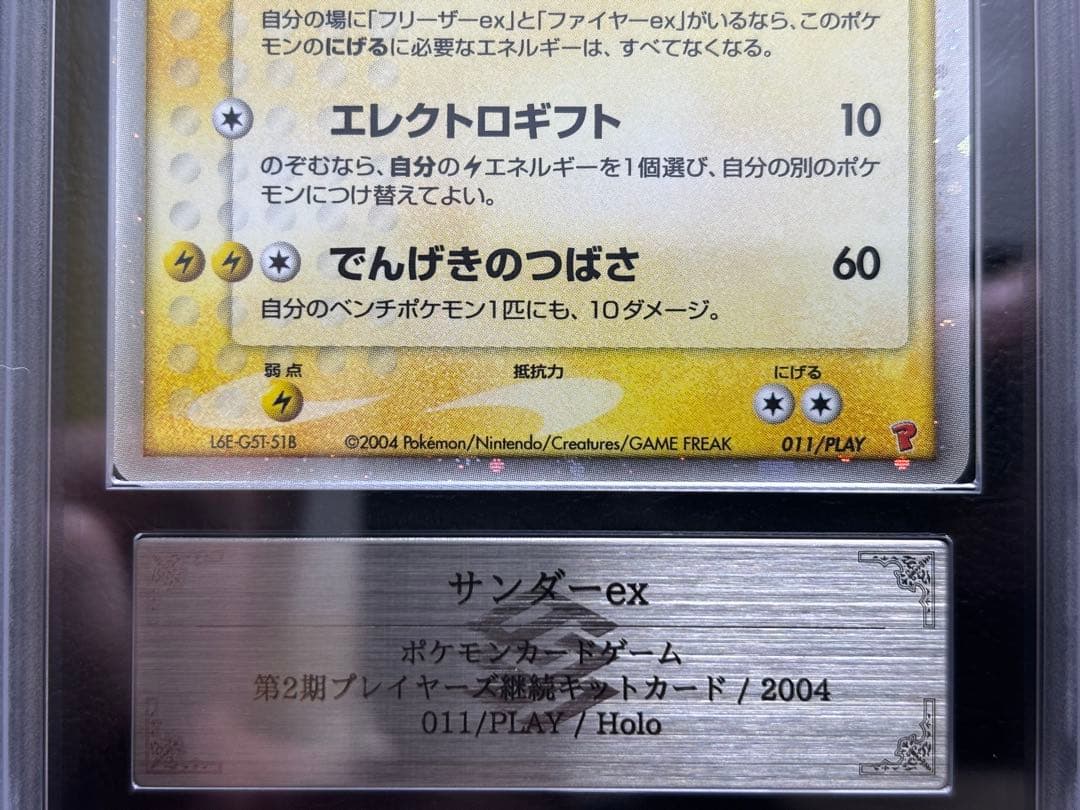 自分の場に「フリーザーex」と「ファイヤーex」がいるなら、このポケ
モンのにげるに必要なエネルギーは、すべてなくなる。
エレクトロギフト 10
のぞむなら、自分のエネルギーを1個選び、自分の別のポケ
モンにつけ替えてよい。
でんげきのつばさ 60
自分のベンチポケモン1匹にも、10ダメージ。
弱点 抵抗力 にげる
L6E-G5T-51B ©2004 Pokémon/Nintendo/Creatures/GAME FREAK 011/PLAY P
サンダーex
ポケモンカードゲーム
第2期プレイヤーズ継続キットカード / 2004
011/PLAY / Holo